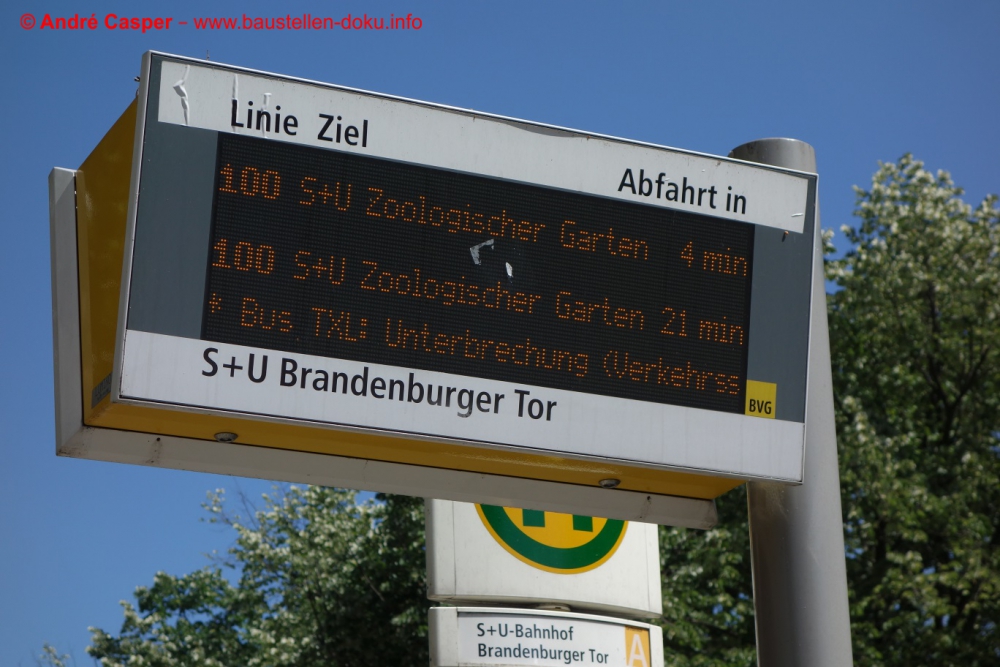 © André Casper – www.baustellen-doku.info
Linie Ziel
Abfahrt in
100 S+U Zoologischer Garten 4 min
100 S+U Zoologischer Garten 21 min
* Bus TXL: Unterbrechung (Verkehrss
S+U Brandenburger Tor
BVG
H
S+U-Bahnhof
Brandenburger Tor
A